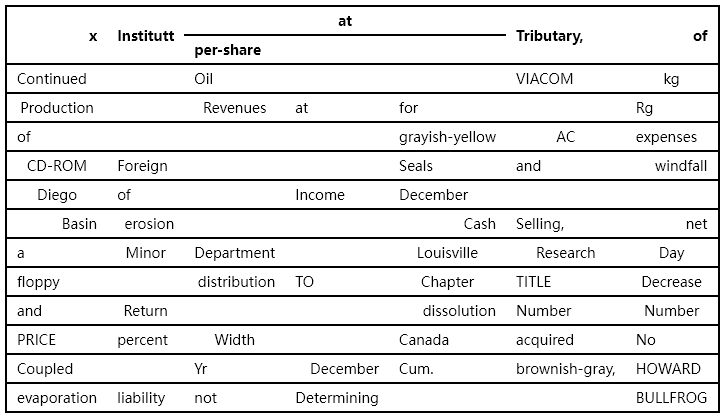 at
x Institutt Tributary, of
per-share
Continued Oil VIACOM kg
Production Revenues at for Rg
of grayish-yellow AC expenses
CD-ROM Foreign Seals and windfall
Diego of Income December
Basin erosion Cash Selling, net
a Minor Department Louisville Research Day
floppy distribution TO Chapter TITLE Decrease
and Return dissolution Number Number
PRICE percent Width Canada acquired No
Coupled Yr December Cum. brownish-gray, HOWARD
evaporation liability not Determining BULLFROG